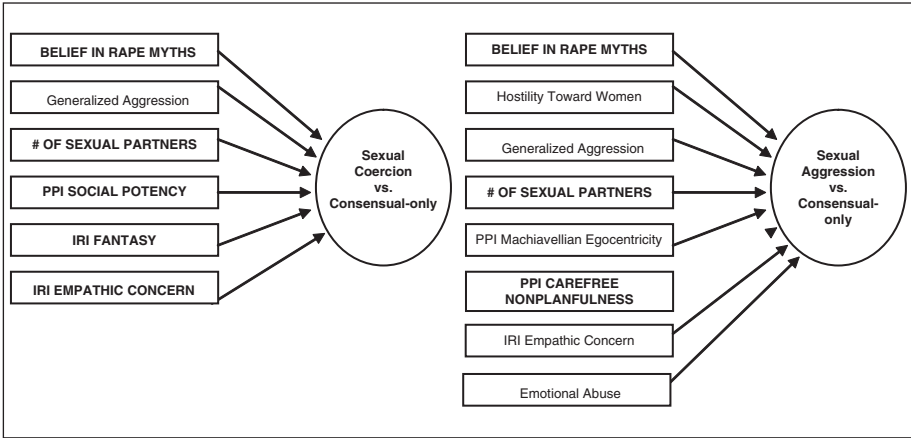 BELIEF IN RAPE MYTHS
Generalized Aggression
# OF SEXUAL PARTNERS
PPI SOCIAL POTENCY
IRI FANTASY
IRI EMPATHIC CONCERN
Sexual
Coercion
vs.
Consensual-only
BELIEF IN RAPE MYTHS
Hostility Toward Women
Generalized Aggression
# OF SEXUAL PARTNERS
PPI Machiavellian Egocentricity
PPI CAREFREE
NONPLANFULNESS
IRI Empathic Concern
Emotional Abuse
Sexual
Aggression
vs.
Consensual-
only